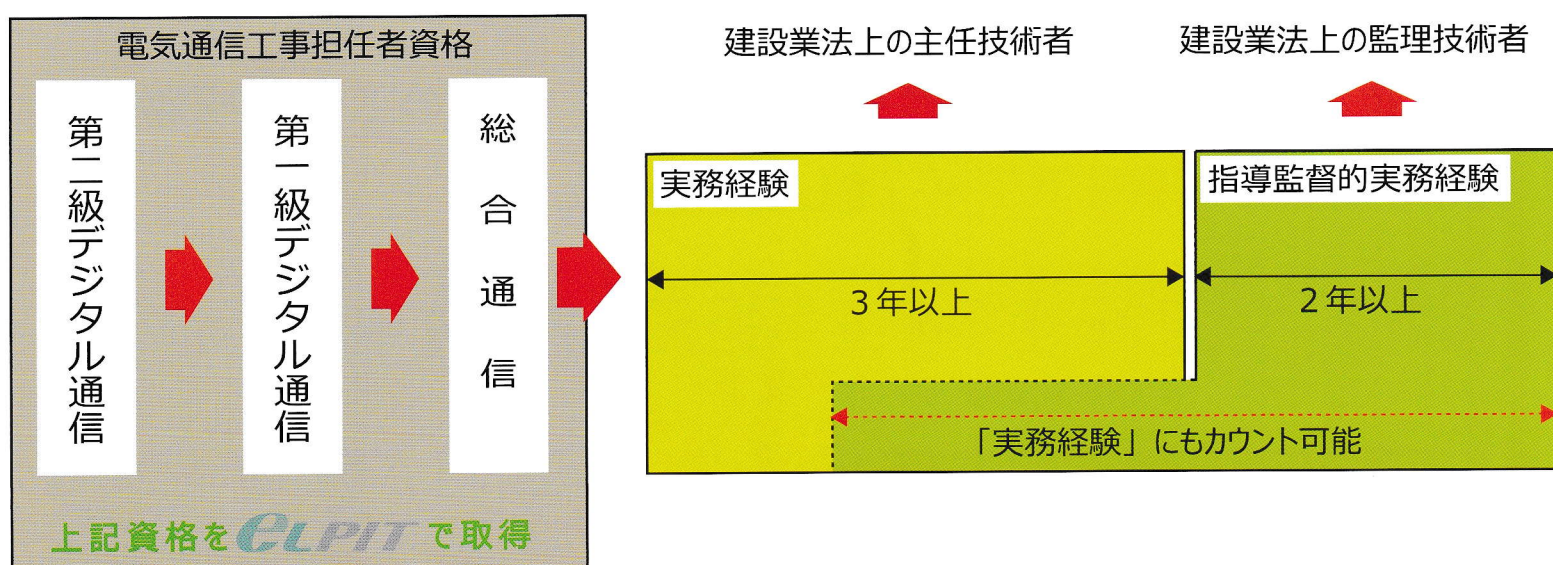 電気通信工事担任者資格
第二級デジタル通信
第一級デジタル通信
総合通信
上記資格をeLPITで取得
建設業法上の主任技術者
建設業法上の監理技術者
実務経験
指導監督的実務経験
3年以上
2年以上
「実務経験」にもカウント可能